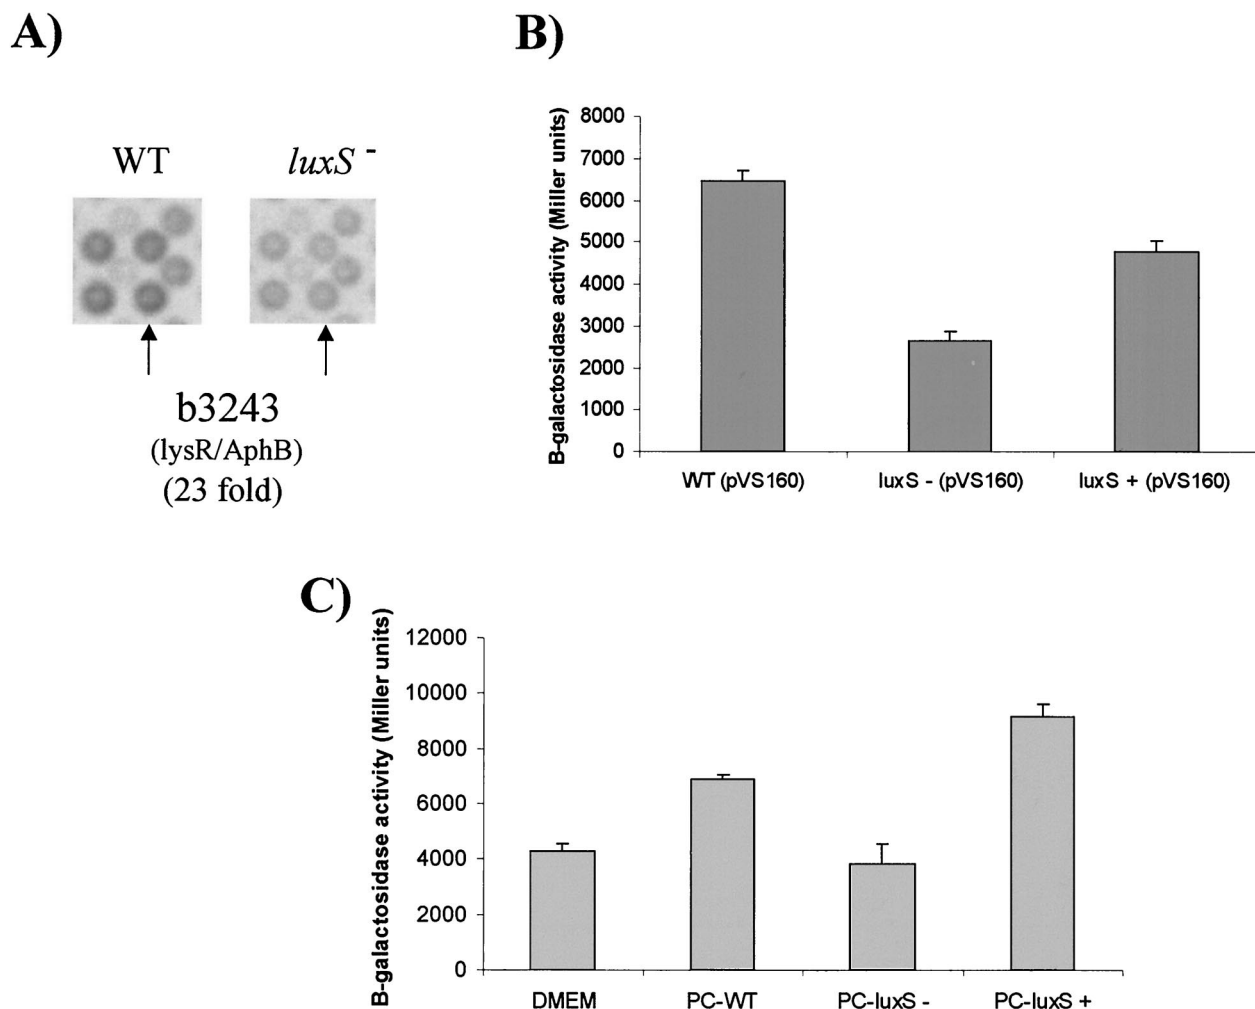 A)
WT luxS -
b3243
(lysR/AphB)
(23 fold)
B)
B-galactosidase activity (Miller units)
8000
7000
6000
5000
4000
3000
2000
1000
0
WT (pVS160) luxS - (pVS160) luxS + (pVS160)
C)
B-galactosidase activity (Miller units)
12000
10000
8000
6000
4000
2000
0
DMEM PC-WT PC-luxS - PC-luxS +